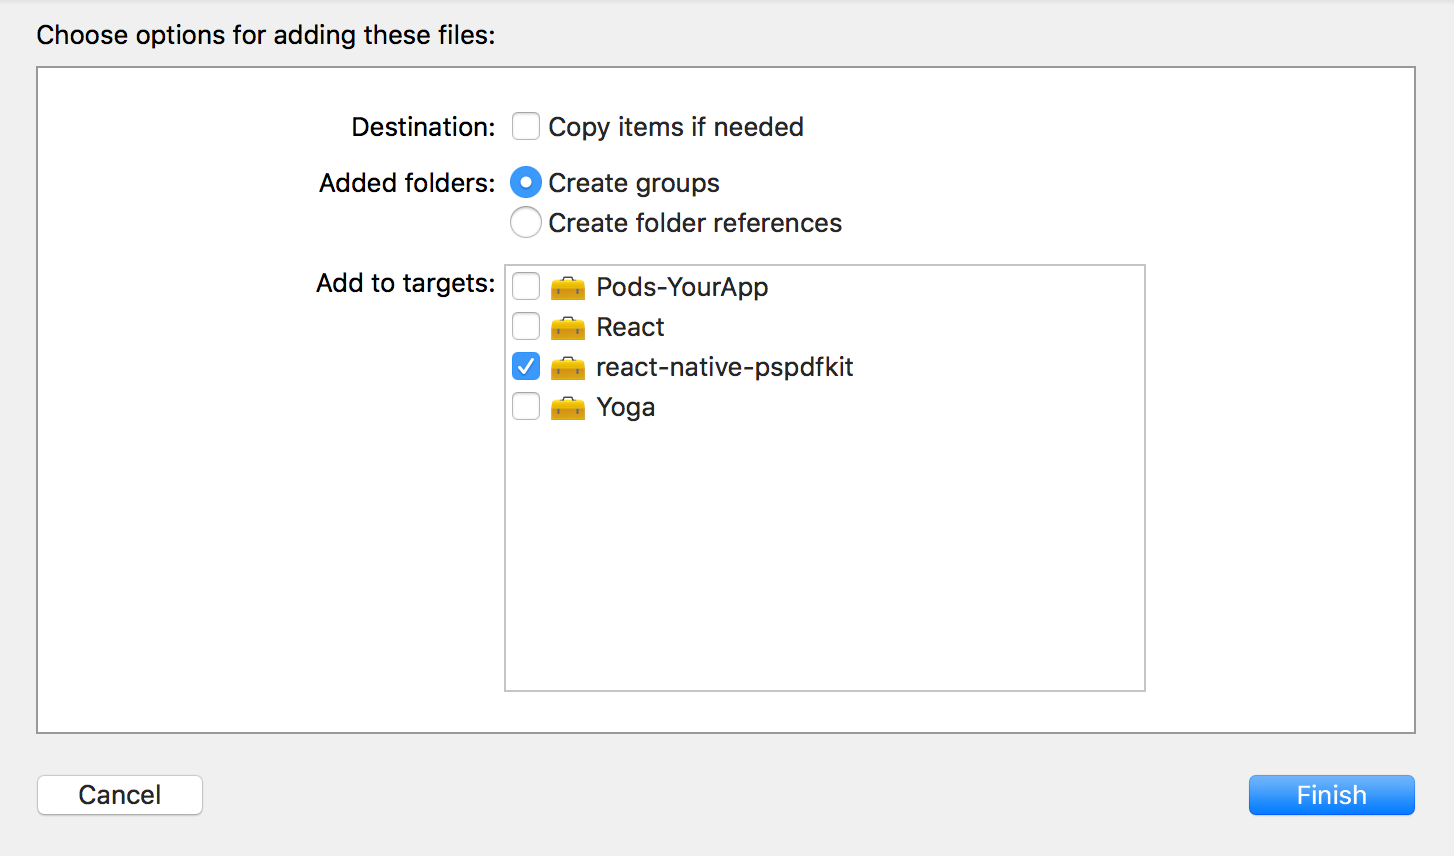 Choose options for adding these files:
Destination: Copy items if needed
Added folders: Create groups
Create folder references
Add to targets: Pods-YourApp
React
react-native-pspdfkit
Yoga
Cancel Finish